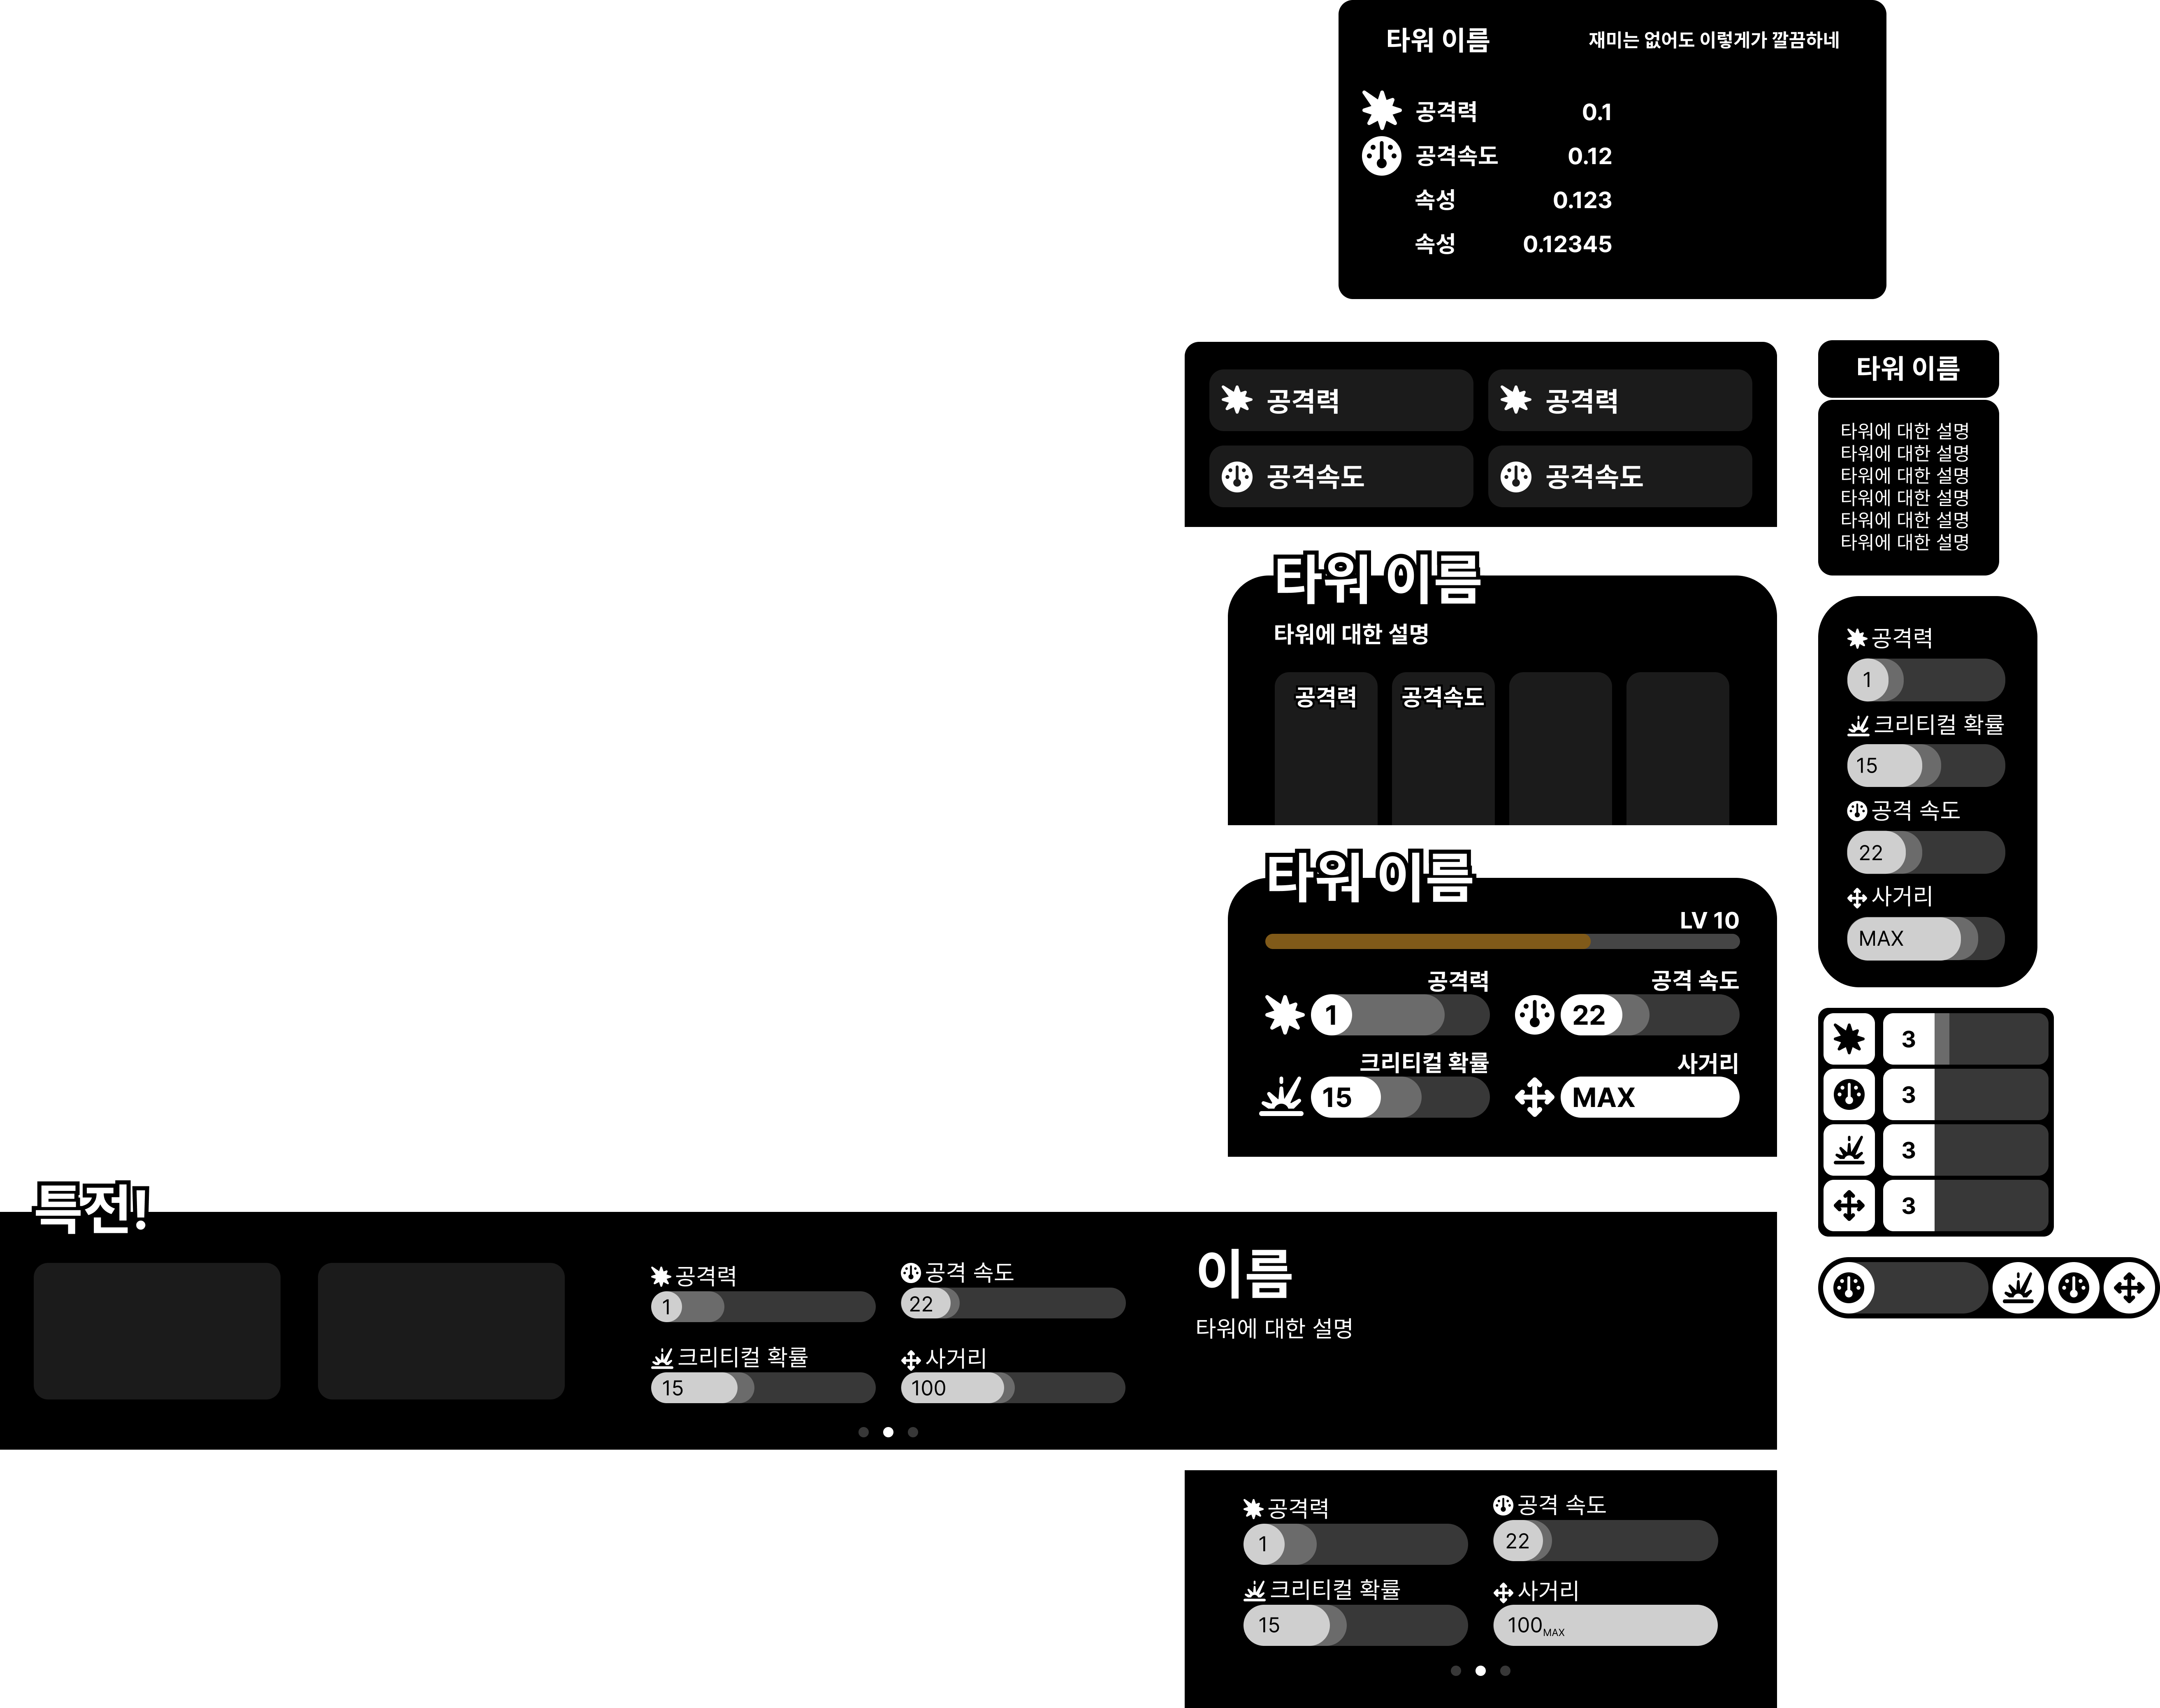 타워 이름
재미는 없어도 이렇게가 깔끔하네
공격력 0.1
공격속도 0.12
속성 0.123
속성 0.12345
공격력
공격력
공격속도
공격속도
타워 이름
타워에 대한 설명
타워에 대한 설명
타워에 대한 설명
타워에 대한 설명
타워에 대한 설명
타워에 대한 설명
타워 이름
타워에 대한 설명
공격력
공격속도
공격력
1
크리티컬 확률
15
공격 속도
22
사거리
MAX
타워 이름
LV 10
공격력
1
공격 속도
22
크리티컬 확률
15
사거리
MAX
3
3
3
3
특전!
공격력
1
공격 속도
22
크리티컬 확률
15
사거리
100
이름
타워에 대한 설명
공격력
1
공격 속도
22
크리티컬 확률
15
사거리
100MAX